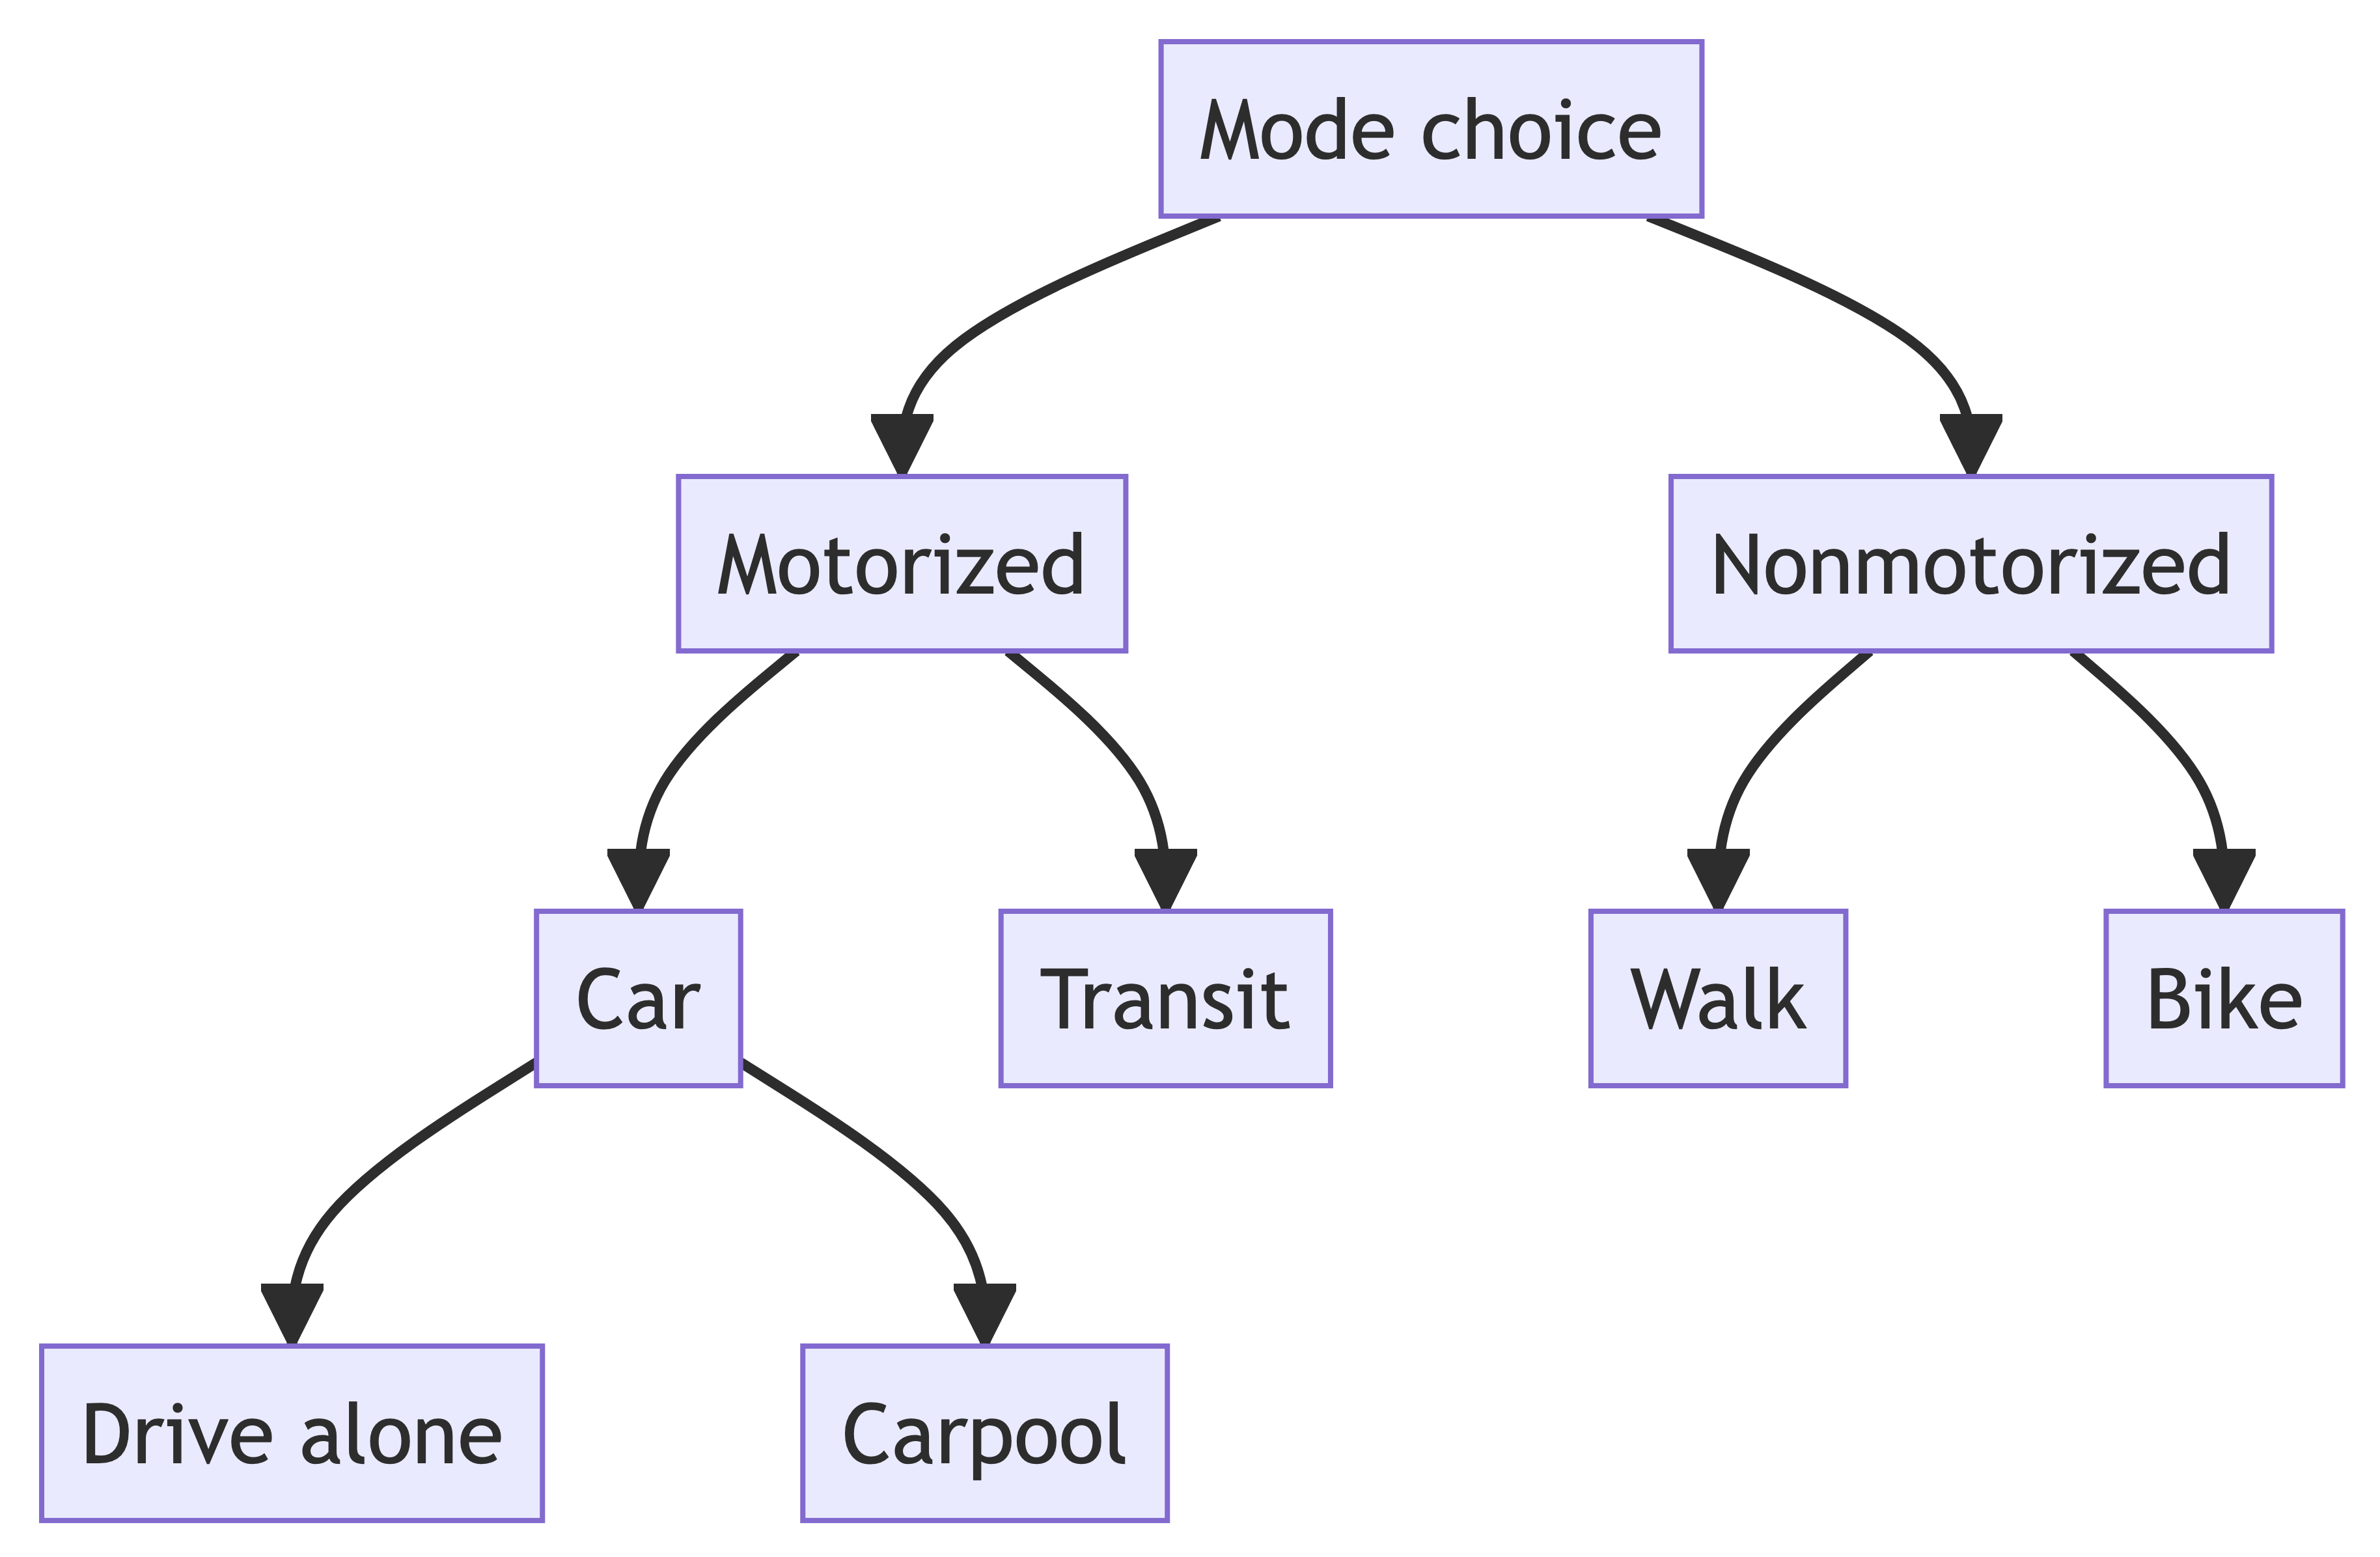 Mode choice
Motorized
Nonmotorized
Car
Transit
Walk
Bike
Drive alone
Carpool